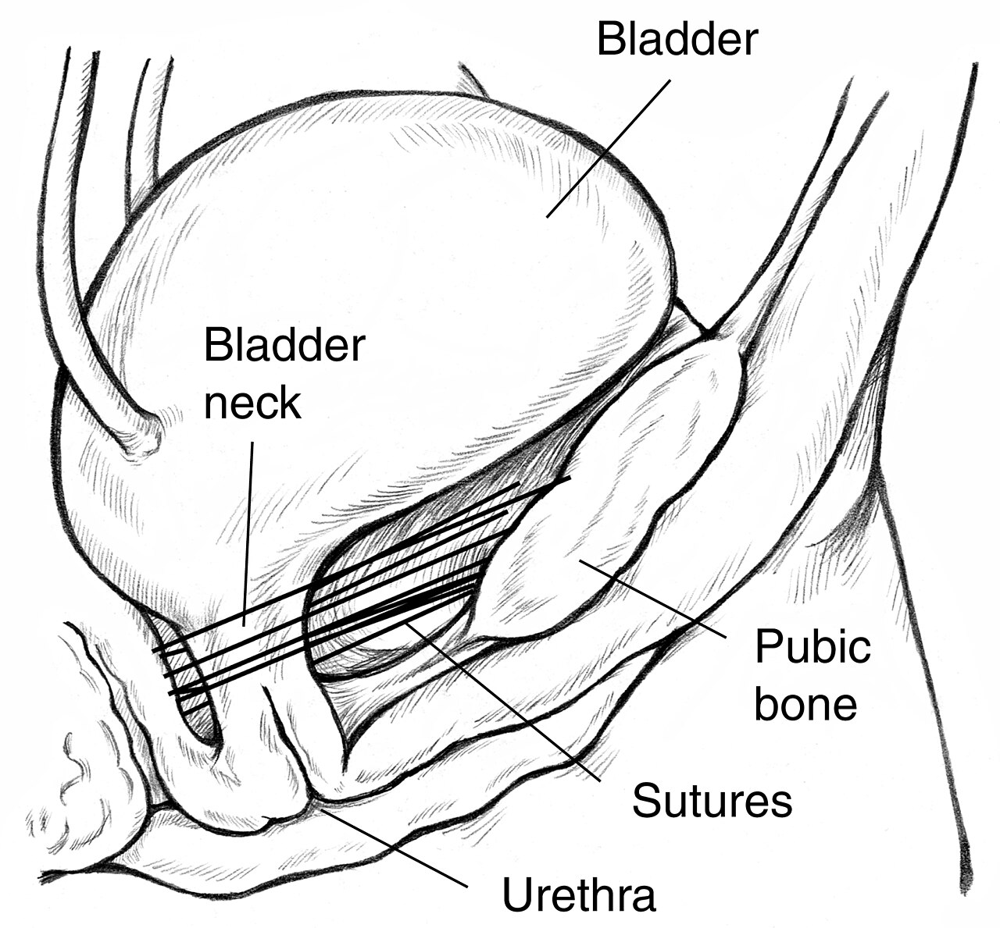 Bladder
Bladder
neck
Pubic
bone
Sutures
Urethra